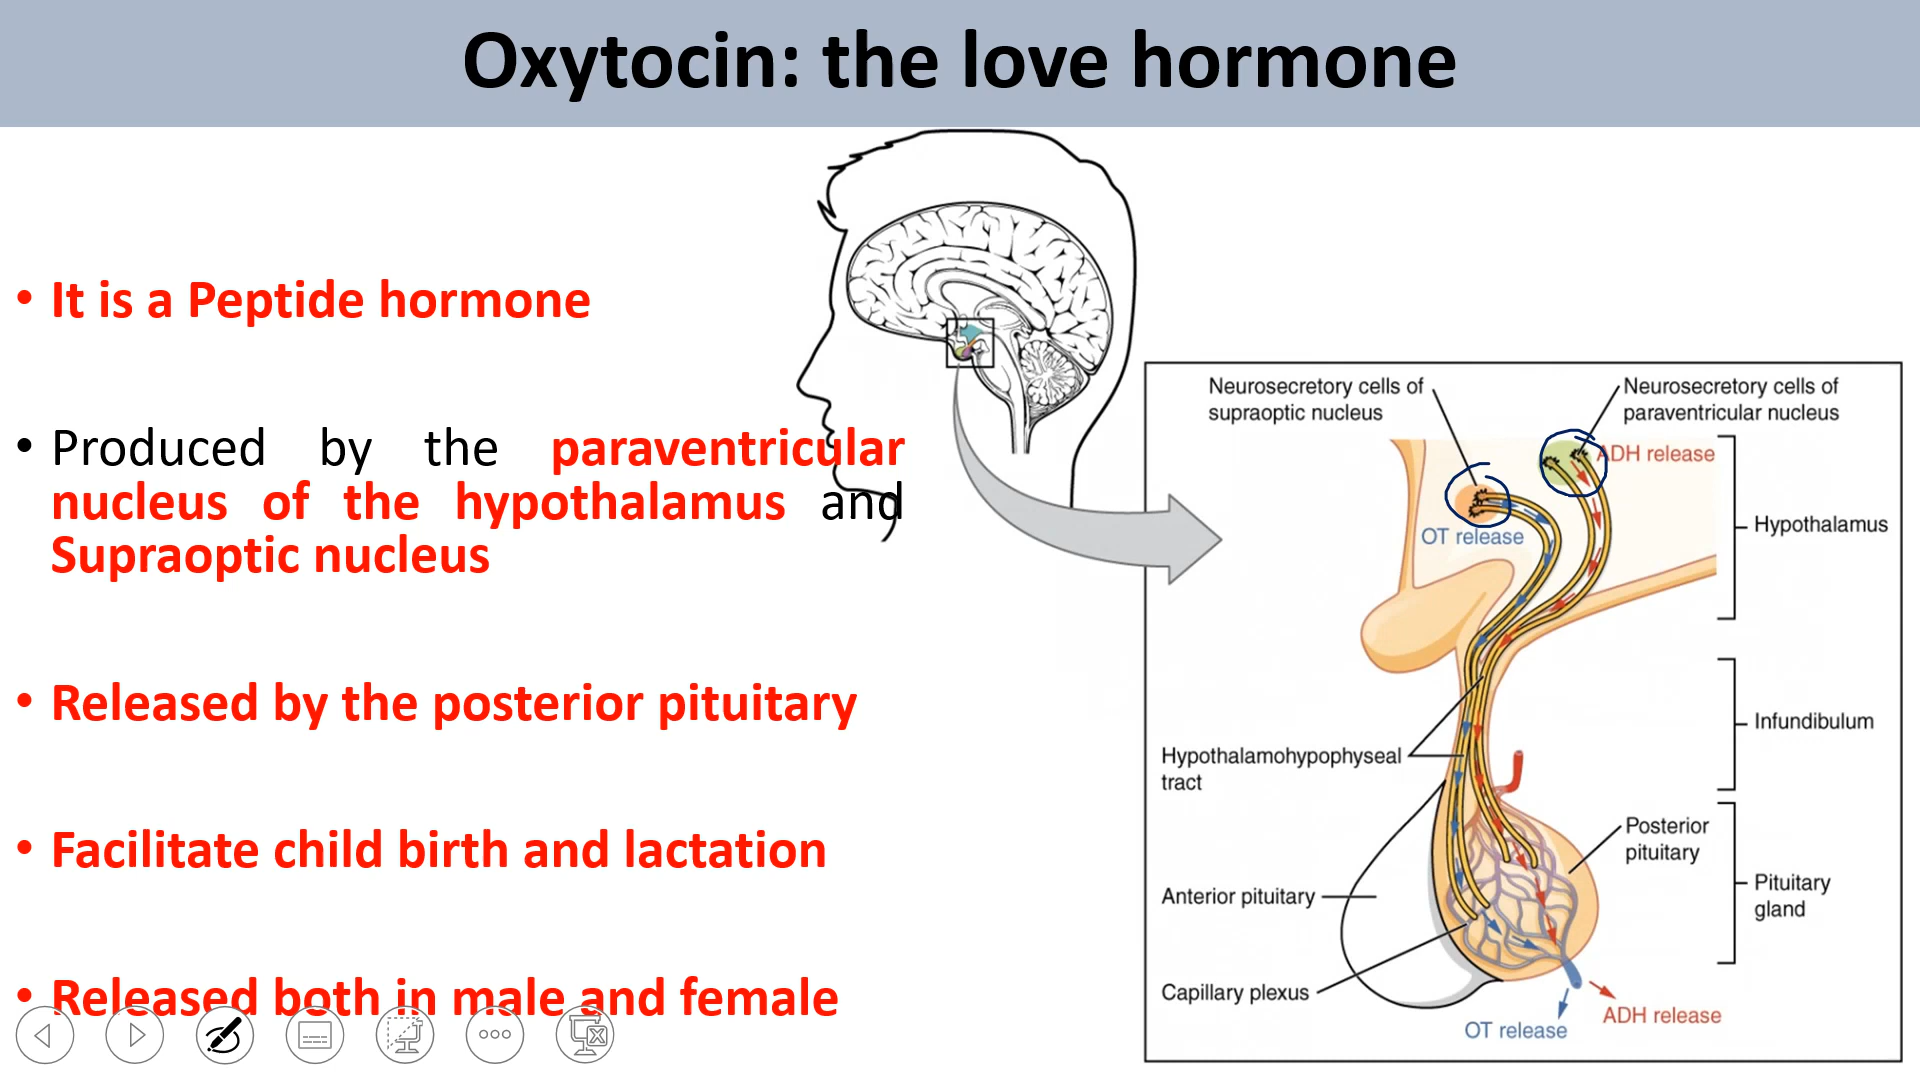 Oxytocin: the love hormone
• It is a Peptide hormone
• Produced by the paraventricular
nucleus of the hypothalamus and
Supraoptic nucleus
• Released by the posterior pituitary
• Facilitate child birth and lactation
• Released both in male and female
Neurosecretory cells of
supraoptic nucleus
Neurosecretory cells of
paraventricular nucleus
ADH release
OT release
Hypothalamus
Infundibulum
Hypothalamohypophyseal
tract
Posterior
pituitary
Pituitary
gland
Anterior pituitary
Capillary plexus
OT release
ADH release